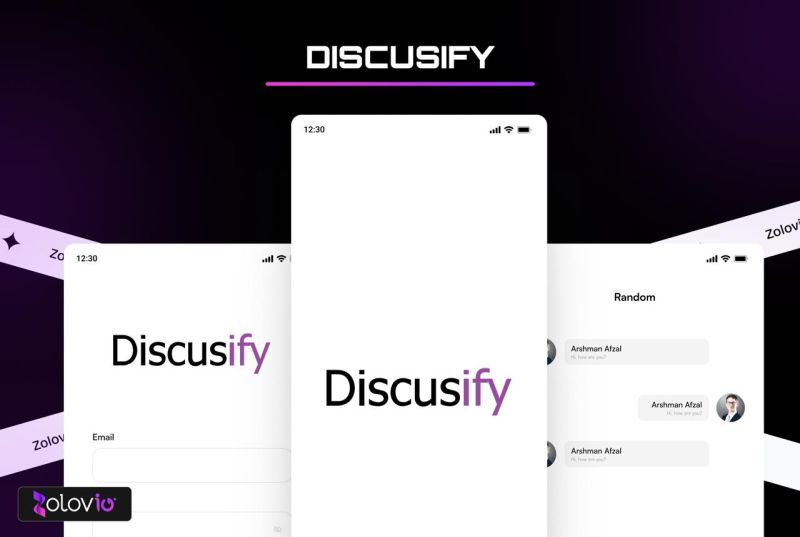 DISCUSIFY
12:30
Discusify
Zolovi
Zo
12:30
Discusify
Email
Zolov
Random
Arshman Afzal
Hi, how are you?
Arshman Afzal
Hi, how are you?
Arshman Afzal
Hi, how are you?
Zolovio